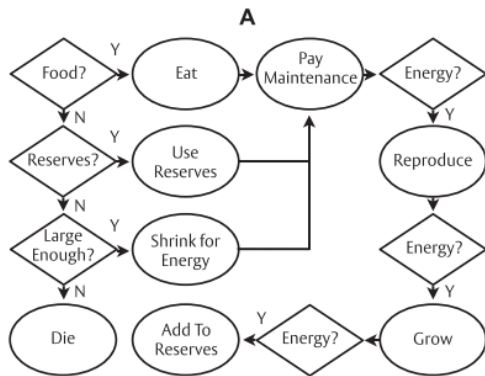 A
Food?
Y
Eat
Pay
Maintenance
Energy?
N
Y
Reserves?
Y
Use
Reserves
Reproduce
N
Large
Enough?
Y
Shrink for
Energy
Energy?
N
Y
Die
Add To
Reserves
Y
Energy?
Grow